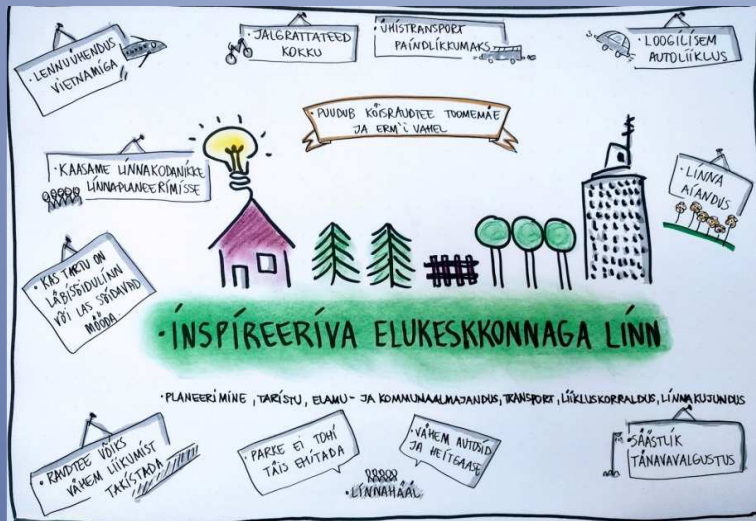 · LENNUÜHENDUS
VIETNAMIGA
· JALGRATTATEED
KOKKU
· ÜHISTRANSPORT
PAINDLIKKUMAKS
· LOOGILISEM
AUTOLIIKLUS
PUUDUB KÖISRAUDTEE TOOMEMÄE
JA ERM'i VAHEL
· KAASAME LINNAKODANIKKE
LINNAPLANEERIMISSE
· LINNA
AIANDUS
· KAS TARTU ON
LÄBISÕIDULINN
VÕI LAS SÕIDAVAD
MÖÖDA
· INSPIREERIVA ELUKESKKONNAGA LINN
· PLANEERIMINE, TARISTU, ELAMU- JA KOMMUNAALMAJANDUS, TRANSPORT, LIIKLUSKORRALDUS, LINNAKUJUNDUS
· RAUDTEE VÕIKS
VÄHEM LIIKUMIST
TAKISTADA
· PARKE EI TOHI
TÄIS EHITADA
· VÄHEM AUTOSID
JA HEITGAASE
· LINNAHÄÄL
· SÄÄSTLIK
TÄNAVAVALGUSTUS